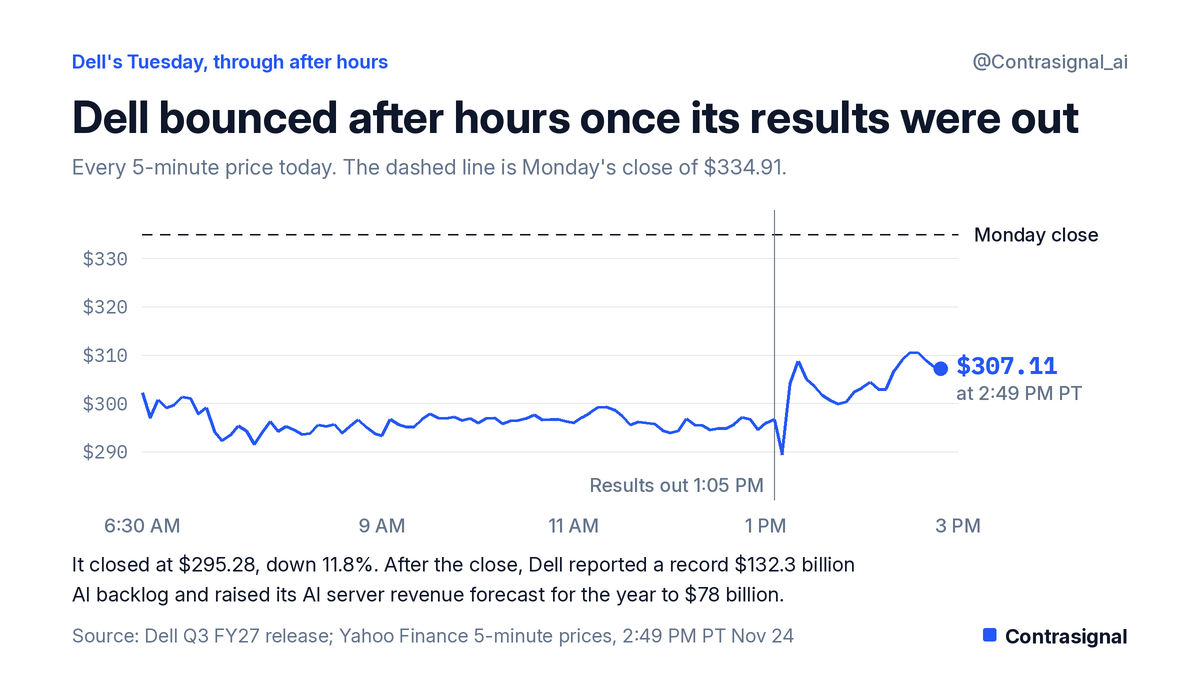 Dell's Tuesday, through after hours
@Contrasignal_ai
Dell bounced after hours once its results were out
Every 5-minute price today. The dashed line is Monday's close of $334.91.
Monday close
$330
$320
$310
$300
$290
$307.11
at 2:49 PM PT
Results out 1:05 PM
6:30 AM
9 AM
11 AM
1 PM
3 PM
It closed at $295.28, down 11.8%. After the close, Dell reported a record $132.3 billion
AI backlog and raised its AI server revenue forecast for the year to $78 billion.
Source: Dell Q3 FY27 release; Yahoo Finance 5-minute prices, 2:49 PM PT Nov 24
Contrasignal